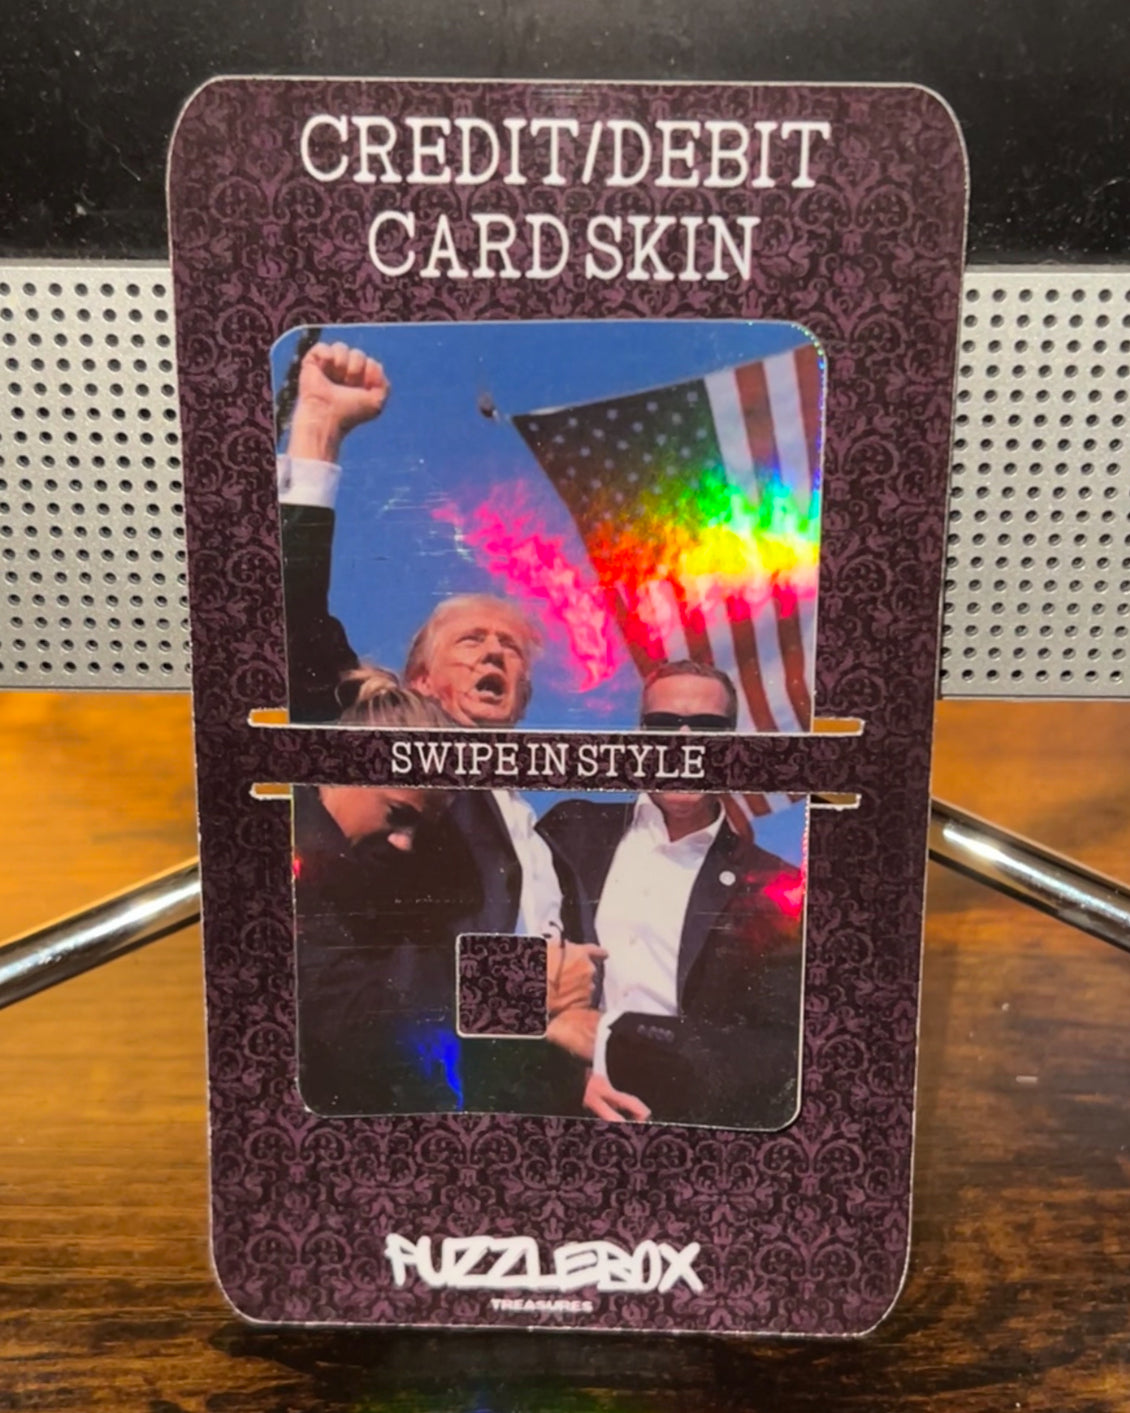 CREDIT/DEBIT
CARD SKIN
SWIPE IN STYLE
PUZZLEBOX
TREASURES